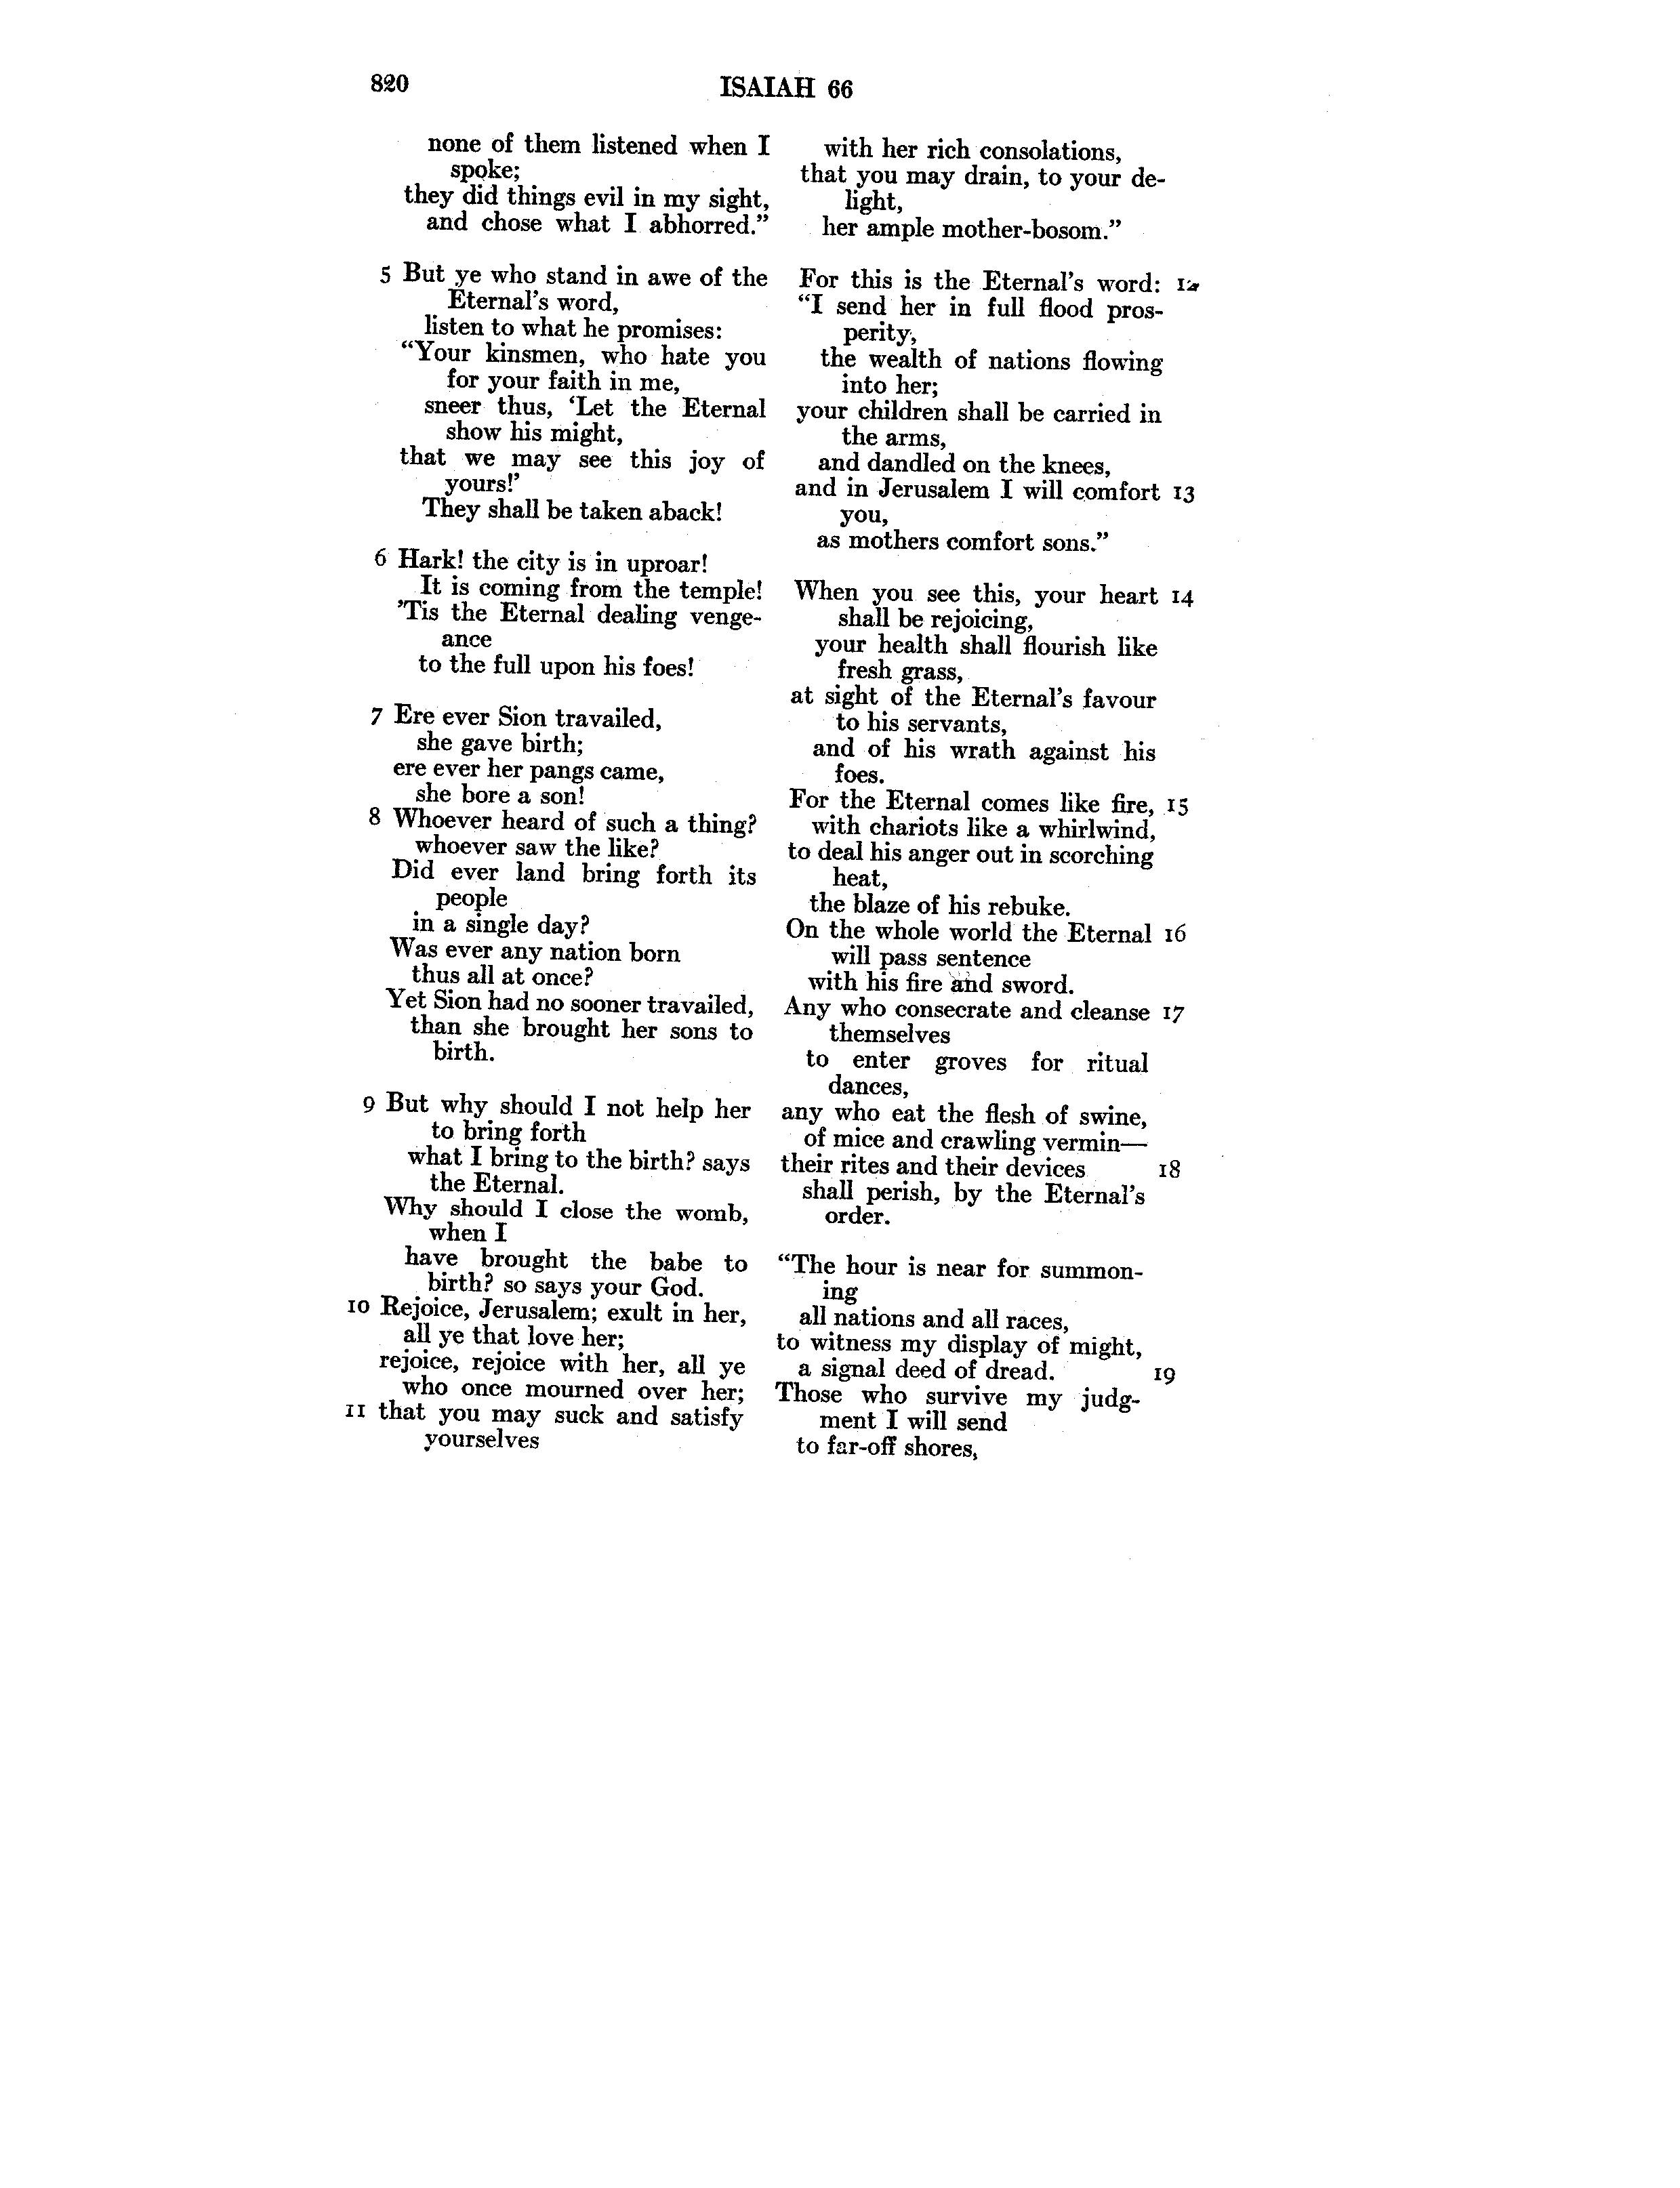 820
ISAIAH 66
none of them listened when I
spoke;
they did things evil in my sight,
and chose what I abhorred.”
5 But ye who stand in awe of the
Eternal’s word,
listen to what he promises:
“Your kinsmen, who hate you
for your faith in me,
sneer thus, ‘Let the Eternal
show his might,
that we may see this joy of
yours!’
They shall be taken aback!
6 Hark! the city is in uproar!
It is coming from the temple!
’Tis the Eternal dealing venge-
ance
to the full upon his foes!
7 Ere ever Sion travailed,
she gave birth;
ere ever her pangs came,
she bore a son!
8 Whoever heard of such a thing?
whoever saw the like?
Did ever land bring forth its
people
in a single day?
Was ever any nation born
thus all at once?
Yet Sion had no sooner travailed,
than she brought her sons to
birth.
9 But why should I not help her
to bring forth
what I bring to the birth? says
the Eternal.
Why should I close the womb,
when I
have brought the babe to
birth? so says your God.
10 Rejoice, Jerusalem; exult in her,
all ye that love her;
rejoice, rejoice with her, all ye
who once mourned over her;
11 that you may suck and satisfy
yourselves
with her rich consolations,
that you may drain, to your de-
light,
her ample mother-bosom.”
For this is the Eternal’s word: 12
“I send her in full flood pros-
perity,
the wealth of nations flowing
into her;
your children shall be carried in
the arms,
and dandled on the knees,
and in Jerusalem I will comfort 13
you,
as mothers comfort sons.”
When you see this, your heart 14
shall be rejoicing,
your health shall flourish like
fresh grass,
at sight of the Eternal’s favour
to his servants,
and of his wrath against his
foes.
For the Eternal comes like fire, 15
with chariots like a whirlwind,
to deal his anger out in scorching
heat,
the blaze of his rebuke.
On the whole world the Eternal 16
will pass sentence
with his fire and sword.
Any who consecrate and cleanse 17
themselves
to enter groves for ritual
dances,
any who eat the flesh of swine,
of mice and crawling vermin—
their rites and their devices 18
shall perish, by the Eternal’s
order.
“The hour is near for summon-
ing
all nations and all races,
to witness my display of might,
a signal deed of dread. 19
Those who survive my judg-
ment I will send
to far-off shores,